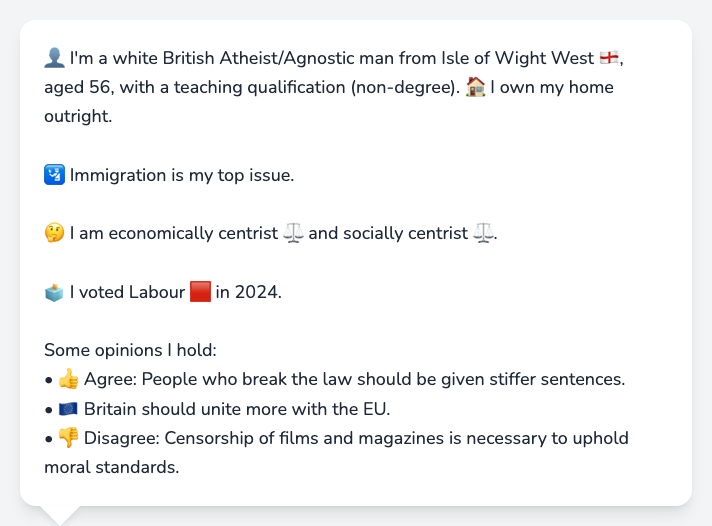 👤 I'm a white British Atheist/Agnostic man from Isle of Wight West 🏴󠁧󠁢󠁥󠁮󠁧󠁿,
aged 56, with a teaching qualification (non-degree). 🏠 I own my home
outright.
🛂 Immigration is my top issue.
🤔 I am economically centrist ⚖️ and socially centrist ⚖️.
🗳️ I voted Labour 🟥 in 2024.
Some opinions I hold:
• 👍 Agree: People who break the law should be given stiffer sentences.
• 🇪🇺 Britain should unite more with the EU.
• 👎 Disagree: Censorship of films and magazines is necessary to uphold
moral standards.